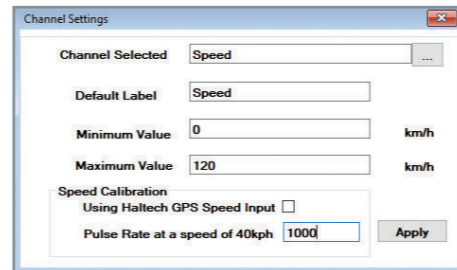 Channel Settings
Channel Selected Speed ...
Default Label Speed
Minimum Value 0 km/h
Maximum Value 120 km/h
Speed Calibration
Using Haltech GPS Speed Input
Pulse Rate at a speed of 40kph 1000 Apply